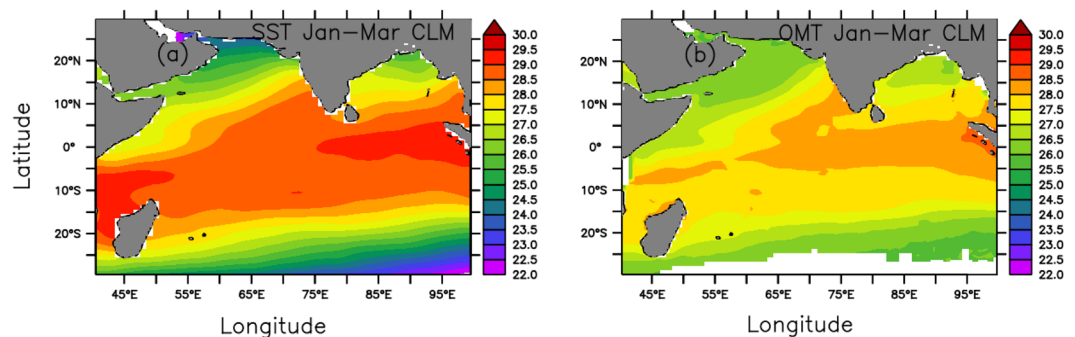 SST Jan-Mar CLM
(a)
Latitude
20°N
10°N
0°
10°S
20°S
45°E
55°E
65°E
75°E
85°E
95°E
Longitude
30.0
29.5
29.0
28.5
28.0
27.5
27.0
26.5
26.0
25.5
25.0
24.5
24.0
23.5
23.0
22.5
22.0
OMT Jan-Mar CLM
(b)
20°N
10°N
0°
10°S
20°S
45°E
55°E
65°E
75°E
85°E
95°E
Longitude
30.0
29.5
29.0
28.5
28.0
27.5
27.0
26.5
26.0
25.5
25.0
24.5
24.0
23.5
23.0
22.5
22.0